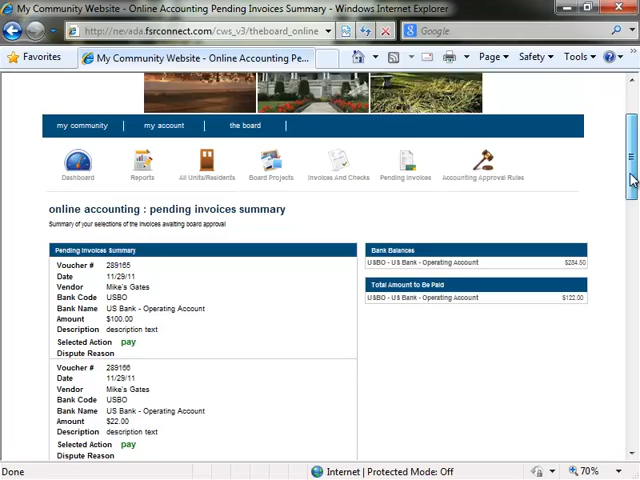 My Community Website - Online Accounting Pending Invoices Summary - Windows Internet Explorer
http://nevada.fsrconnect.com/cws_v3/theboard_online
Google
Favorites
My Community Website - Online Accounting Pe...
Page
Safety
Tools
my community
my account
the board
Dashboard
Reports
All Units/Residents
Board Projects
Invoices And Checks
Pending Invoices
Accounting Approval Rules
online accounting : pending invoices summary
Summary of your selections of the invoices awaiting board approval
Pending Invoices Summary
Voucher # 289165
Date 11/29/11
Vendor Mike's Gates
Bank Code USBO
Bank Name US Bank - Operating Account
Amount $100.00
Description description text
Selected Action pay
Dispute Reason
Voucher # 289166
Date 11/29/11
Vendor Mike's Gates
Bank Code USBO
Bank Name US Bank - Operating Account
Amount $22.00
Description description text
Selected Action pay
Dispute Reason
Bank Balances
USBO - US Bank - Operating Account $284.50
Total Amount to Be Paid
USBO - US Bank - Operating Account $122.00
Done
Internet | Protected Mode: Off
70%